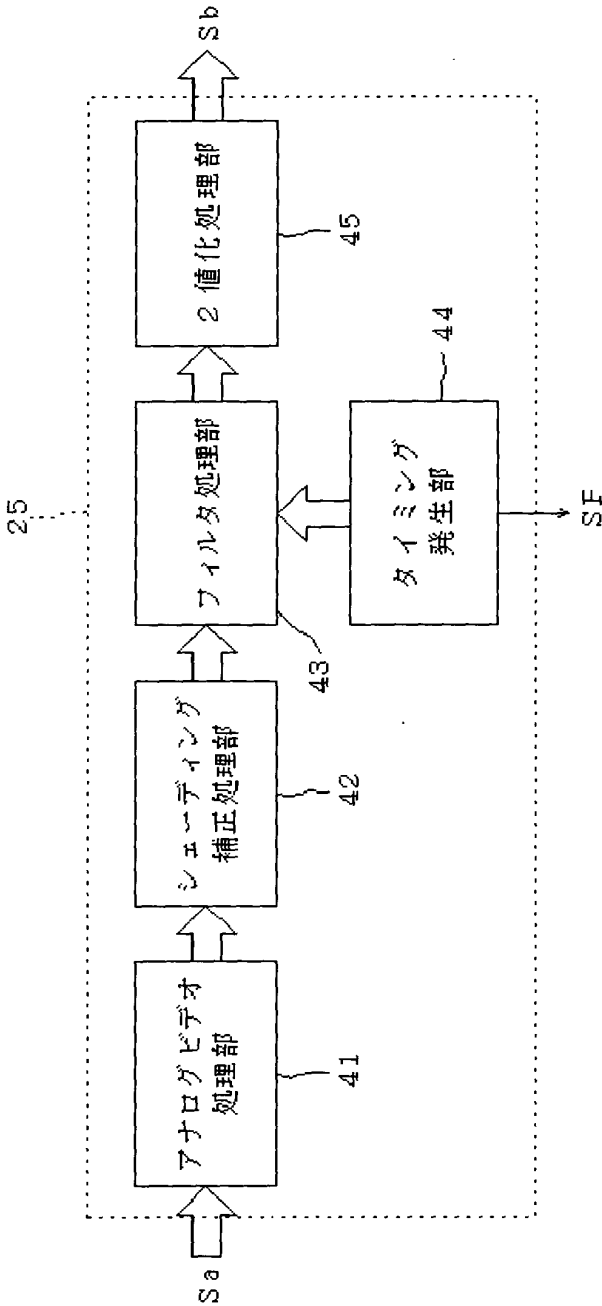 25
Sa
アナログビデオ
処理部
41
シェーディング
補正処理部
42
フィルタ処理部
43
タイミング
発生部
44
2値化処理部
45
Sb
SF